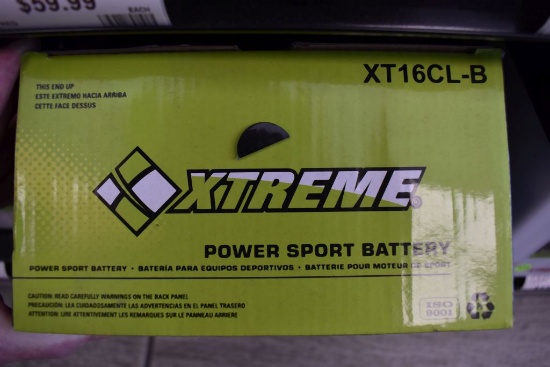 $59.99
EACH
XT16CL-B
THIS END UP
ESTE EXTREMO HACIA ARRIBA
CETTE FACE DESSUS
XTREME
POWER SPORT BATTERY
POWER SPORT BATTERY • BATERÍA PARA EQUIPOS DEPORTIVOS • BATTERIE POUR MOTEUR DE SPORT
CAUTION: READ CAREFULLY WARNINGS ON THE BACK PANEL
PRECAUCIÓN: LEA CUIDADOSAMENTE LAS ADVERTENCIAS EN EL PANEL TRASERO
ATTENTION: LIRE ATTENTIVEMENT LES REMARQUES SUR LE PANNEAU ARRIERE
ISO
9001